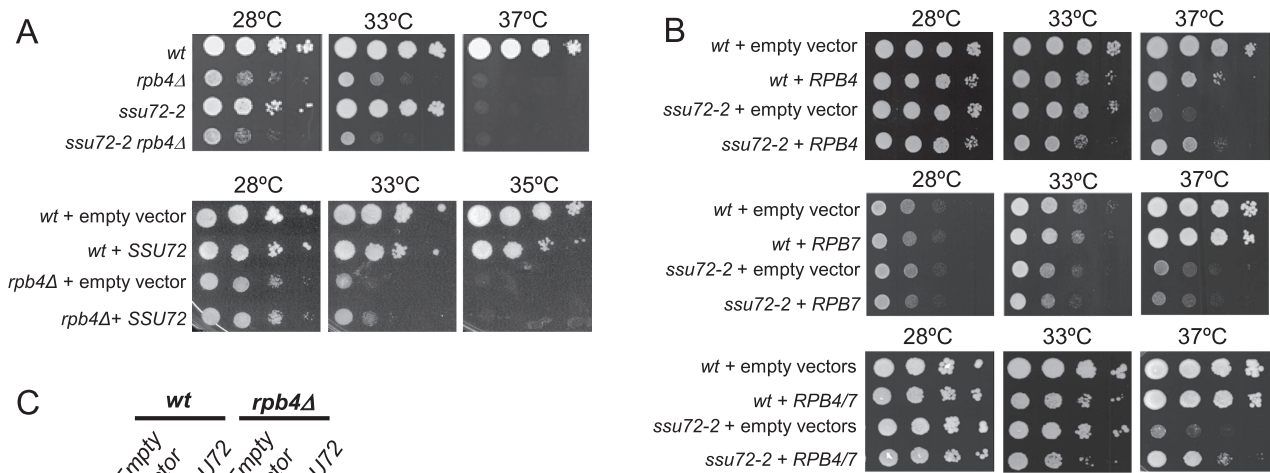 A
28ºC 33ºC 37ºC
wt
rpb4Δ
ssu72-2
ssu72-2 rpb4Δ
28ºC 33ºC 35ºC
wt + empty vector
wt + SSU72
rpb4Δ + empty vector
rpb4Δ+ SSU72
B
28ºC 33ºC 37ºC
wt + empty vector
wt + RPB4
ssu72-2 + empty vector
ssu72-2 + RPB4
28ºC 33ºC 37ºC
wt + empty vector
wt + RPB7
ssu72-2 + empty vector
ssu72-2 + RPB7
28ºC 33ºC 37ºC
wt + empty vectors
wt + RPB4/7
ssu72-2 + empty vectors
ssu72-2 + RPB4/7
C
wt rpb4Δ
Empty Empty